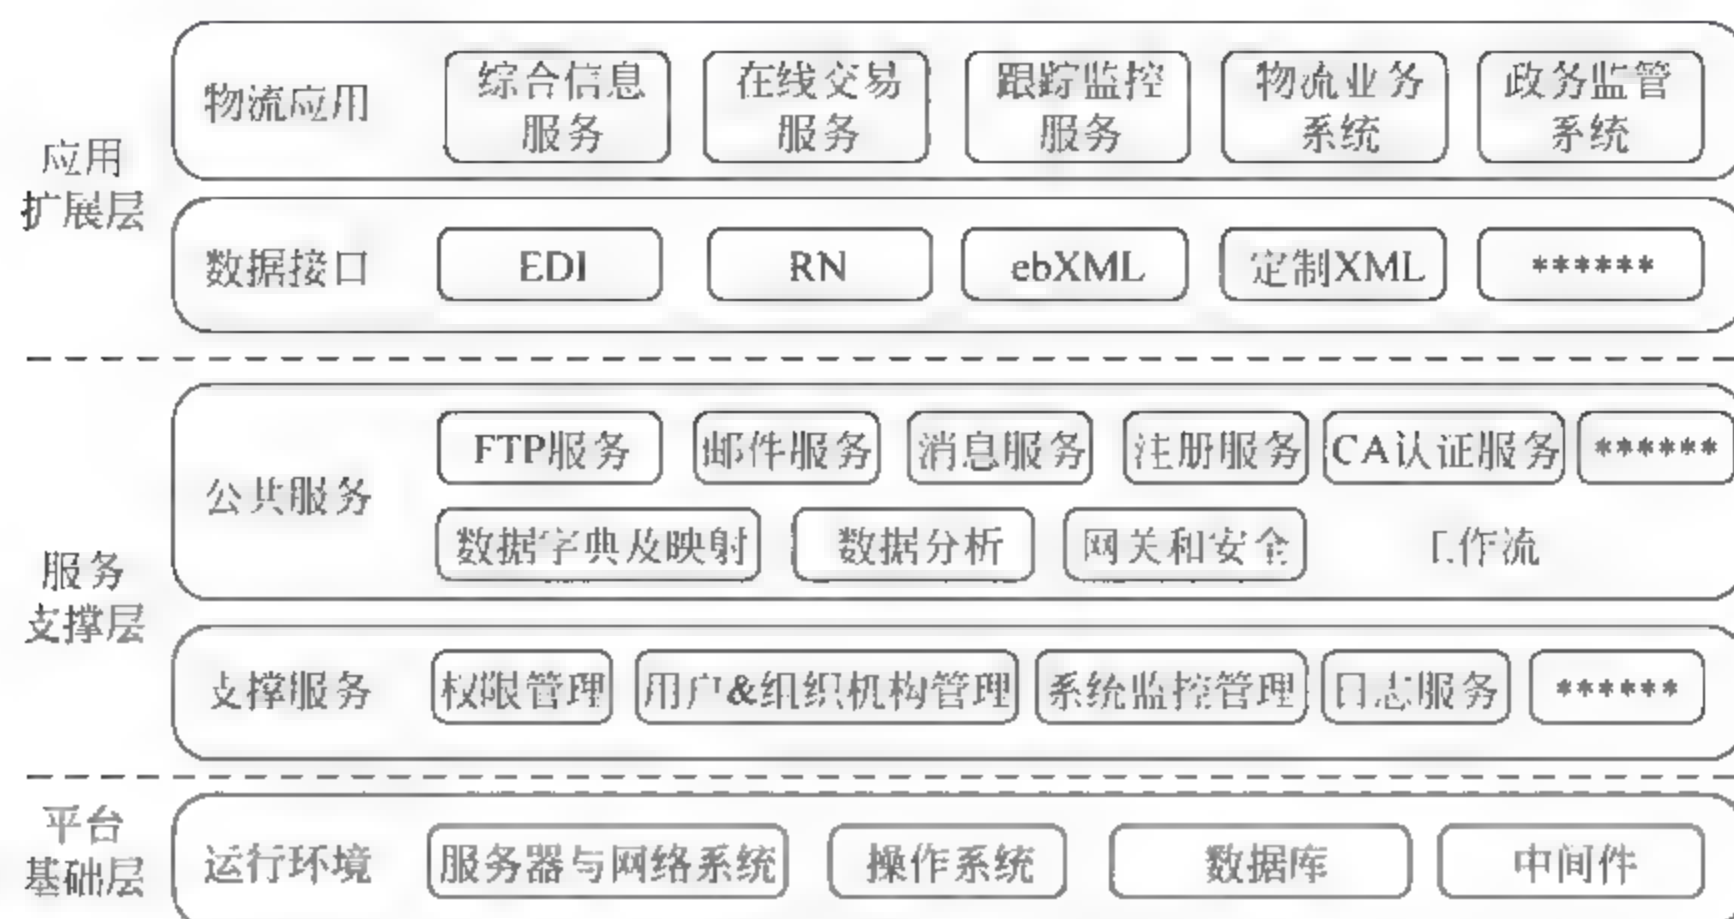 应用
扩展层
物流应用
综合信息
服务
在线交易
服务
跟踪监控
服务
物流业务
系统
政务监管
系统
数据接口
EDI
RN
ebXML
定制XML
******
服务
支撑层
公共服务
FTP服务
邮件服务
消息服务
注册服务
CA认证服务
******
数据字典及映射
数据分析
网关和安全
工作流
支撑服务
权限管理
用户&组织机构管理
系统监控管理
日志服务
******
平台
基础层
运行环境
服务器与网络系统
操作系统
数据库
中间件